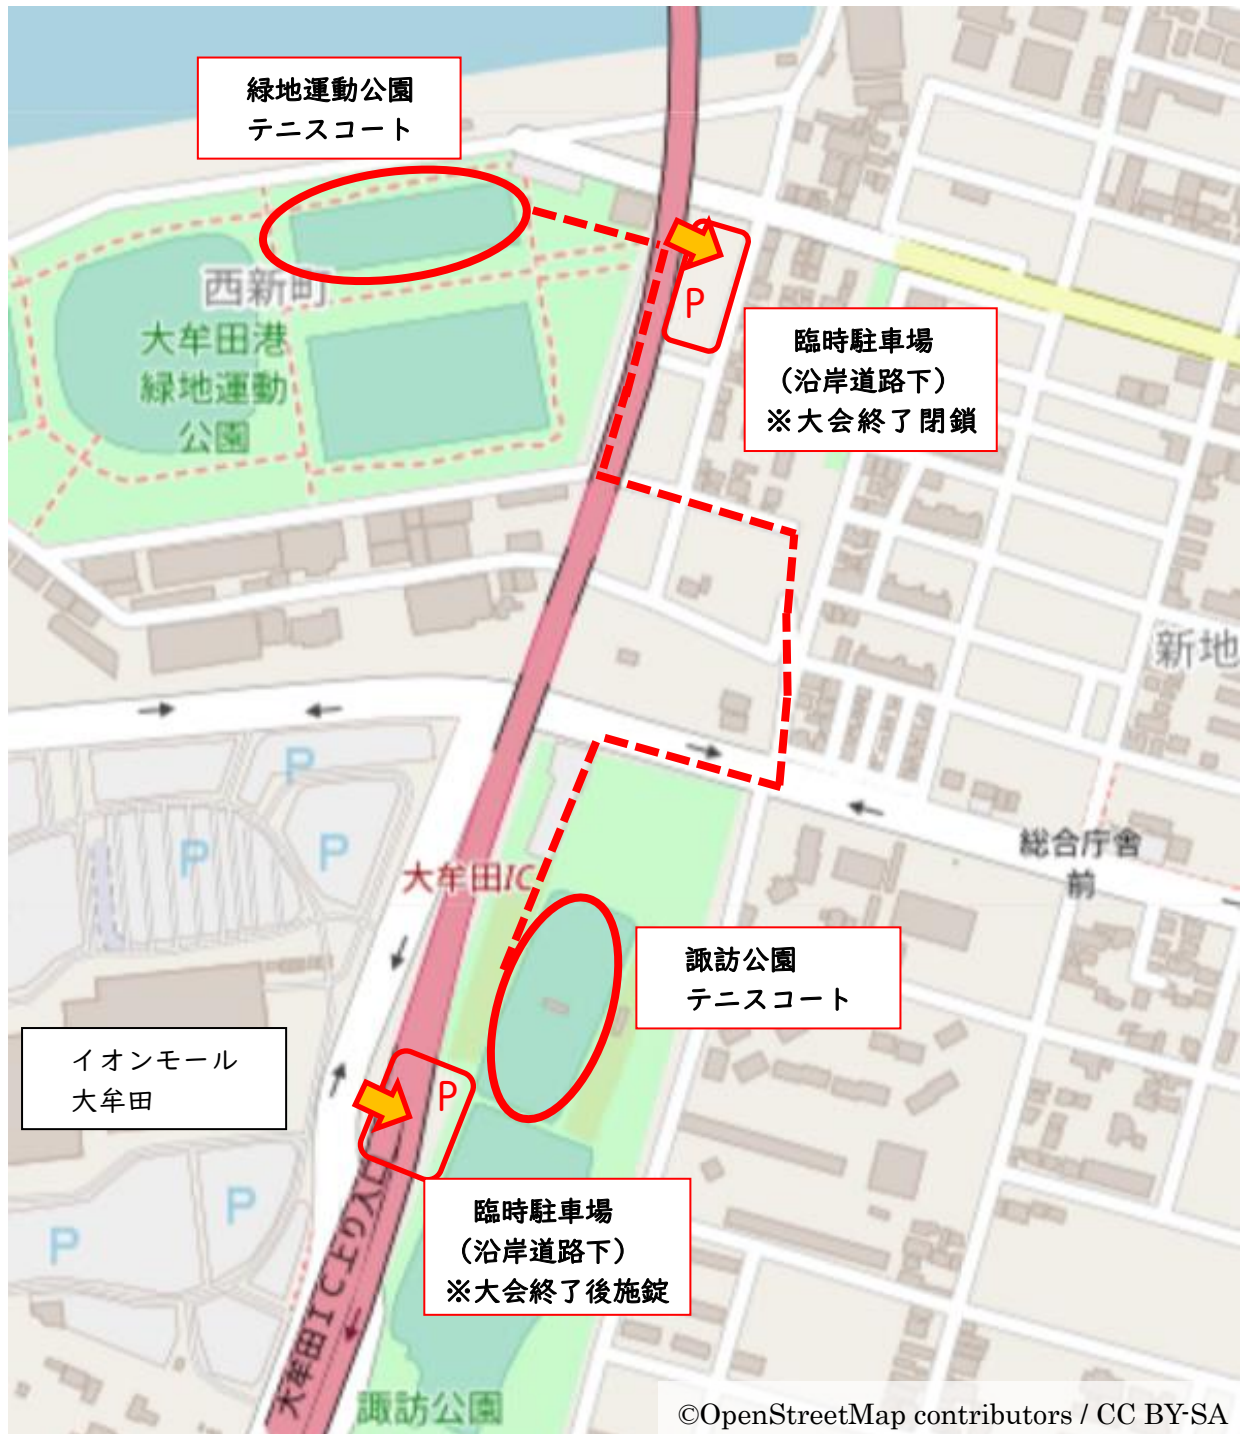 緑地運動公園
テニスコート
西新町
大牟田港
緑地運動
公園
P
臨時駐車場
（沿岸道路下）
※大会終了閉鎖
新地
P
P
P
大牟田IC
総合庁舎
前
諏訪公園
テニスコート
イオンモール
大牟田
P
P
P
臨時駐車場
（沿岸道路下）
※大会終了後施錠
大牟田IC上り入口
諏訪公園
©OpenStreetMap contributors / CC BY-SA